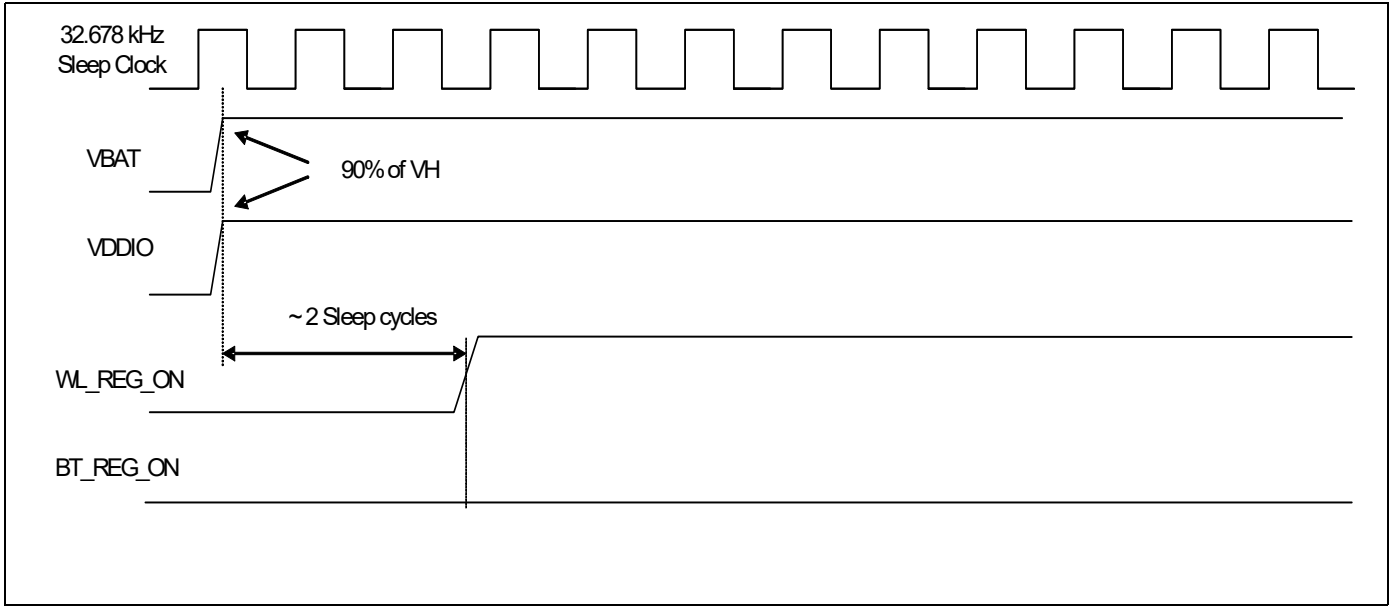 32.678 kHz
Sleep Clock
VBAT
90% of VH
VDDIO
~ 2 Sleep cycles
WL_REG_ON
BT_REG_ON